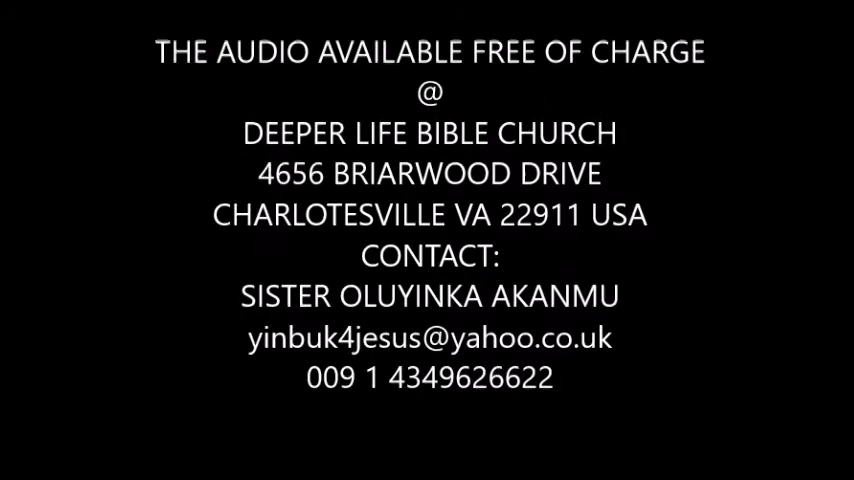 THE AUDIO AVAILABLE FREE OF CHARGE
@
DEEPER LIFE BIBLE CHURCH
4656 BRIARWOOD DRIVE
CHARLOTESVILLE VA 22911 USA
CONTACT:
SISTER OLUYINKA AKANMU
yinbuk4jesus@yahoo.co.uk
009 1 4349626622